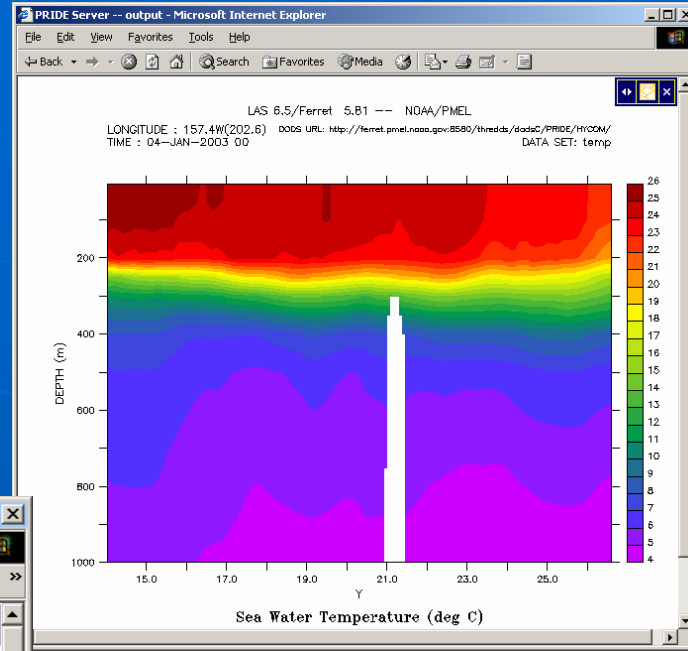 PRIDE Server -- output - Microsoft Internet Explorer
File Edit View Favorites Tools Help
Back Search Favorites Media
LAS 6.5/Ferret 5.81 -- NOAA/PMEL
LONGITUDE : 157.4W(202.6) DODS URL: http://ferret.pmel.noaa.gov:8580/thredds/dodsC/PRIDE/HYCOM/
TIME : 04-JAN-2003 00 DATA SET: temp
200
400
600
800
1000
DEPTH (m)
15.0 17.0 19.0 21.0 23.0 25.0
Y
26
25
24
23
22
21
20
19
18
17
16
15
14
13
12
11
10
9
8
7
6
5
4
Sea Water Temperature (deg C)